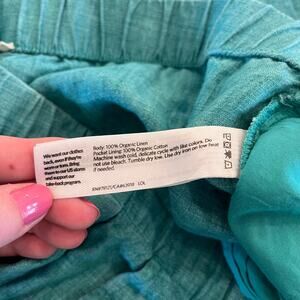 We want our clothes
back, even if they're
worn or torn. Bring
them to our US stores
and support our
take-back program.
Body: 100% Organic Linen
Pocket Lining: 100% Organic Cotton
Machine wash cold, delicate cycle with like colors. Do
not use bleach. Tumble dry low. Use dry iron on low heat
if needed.